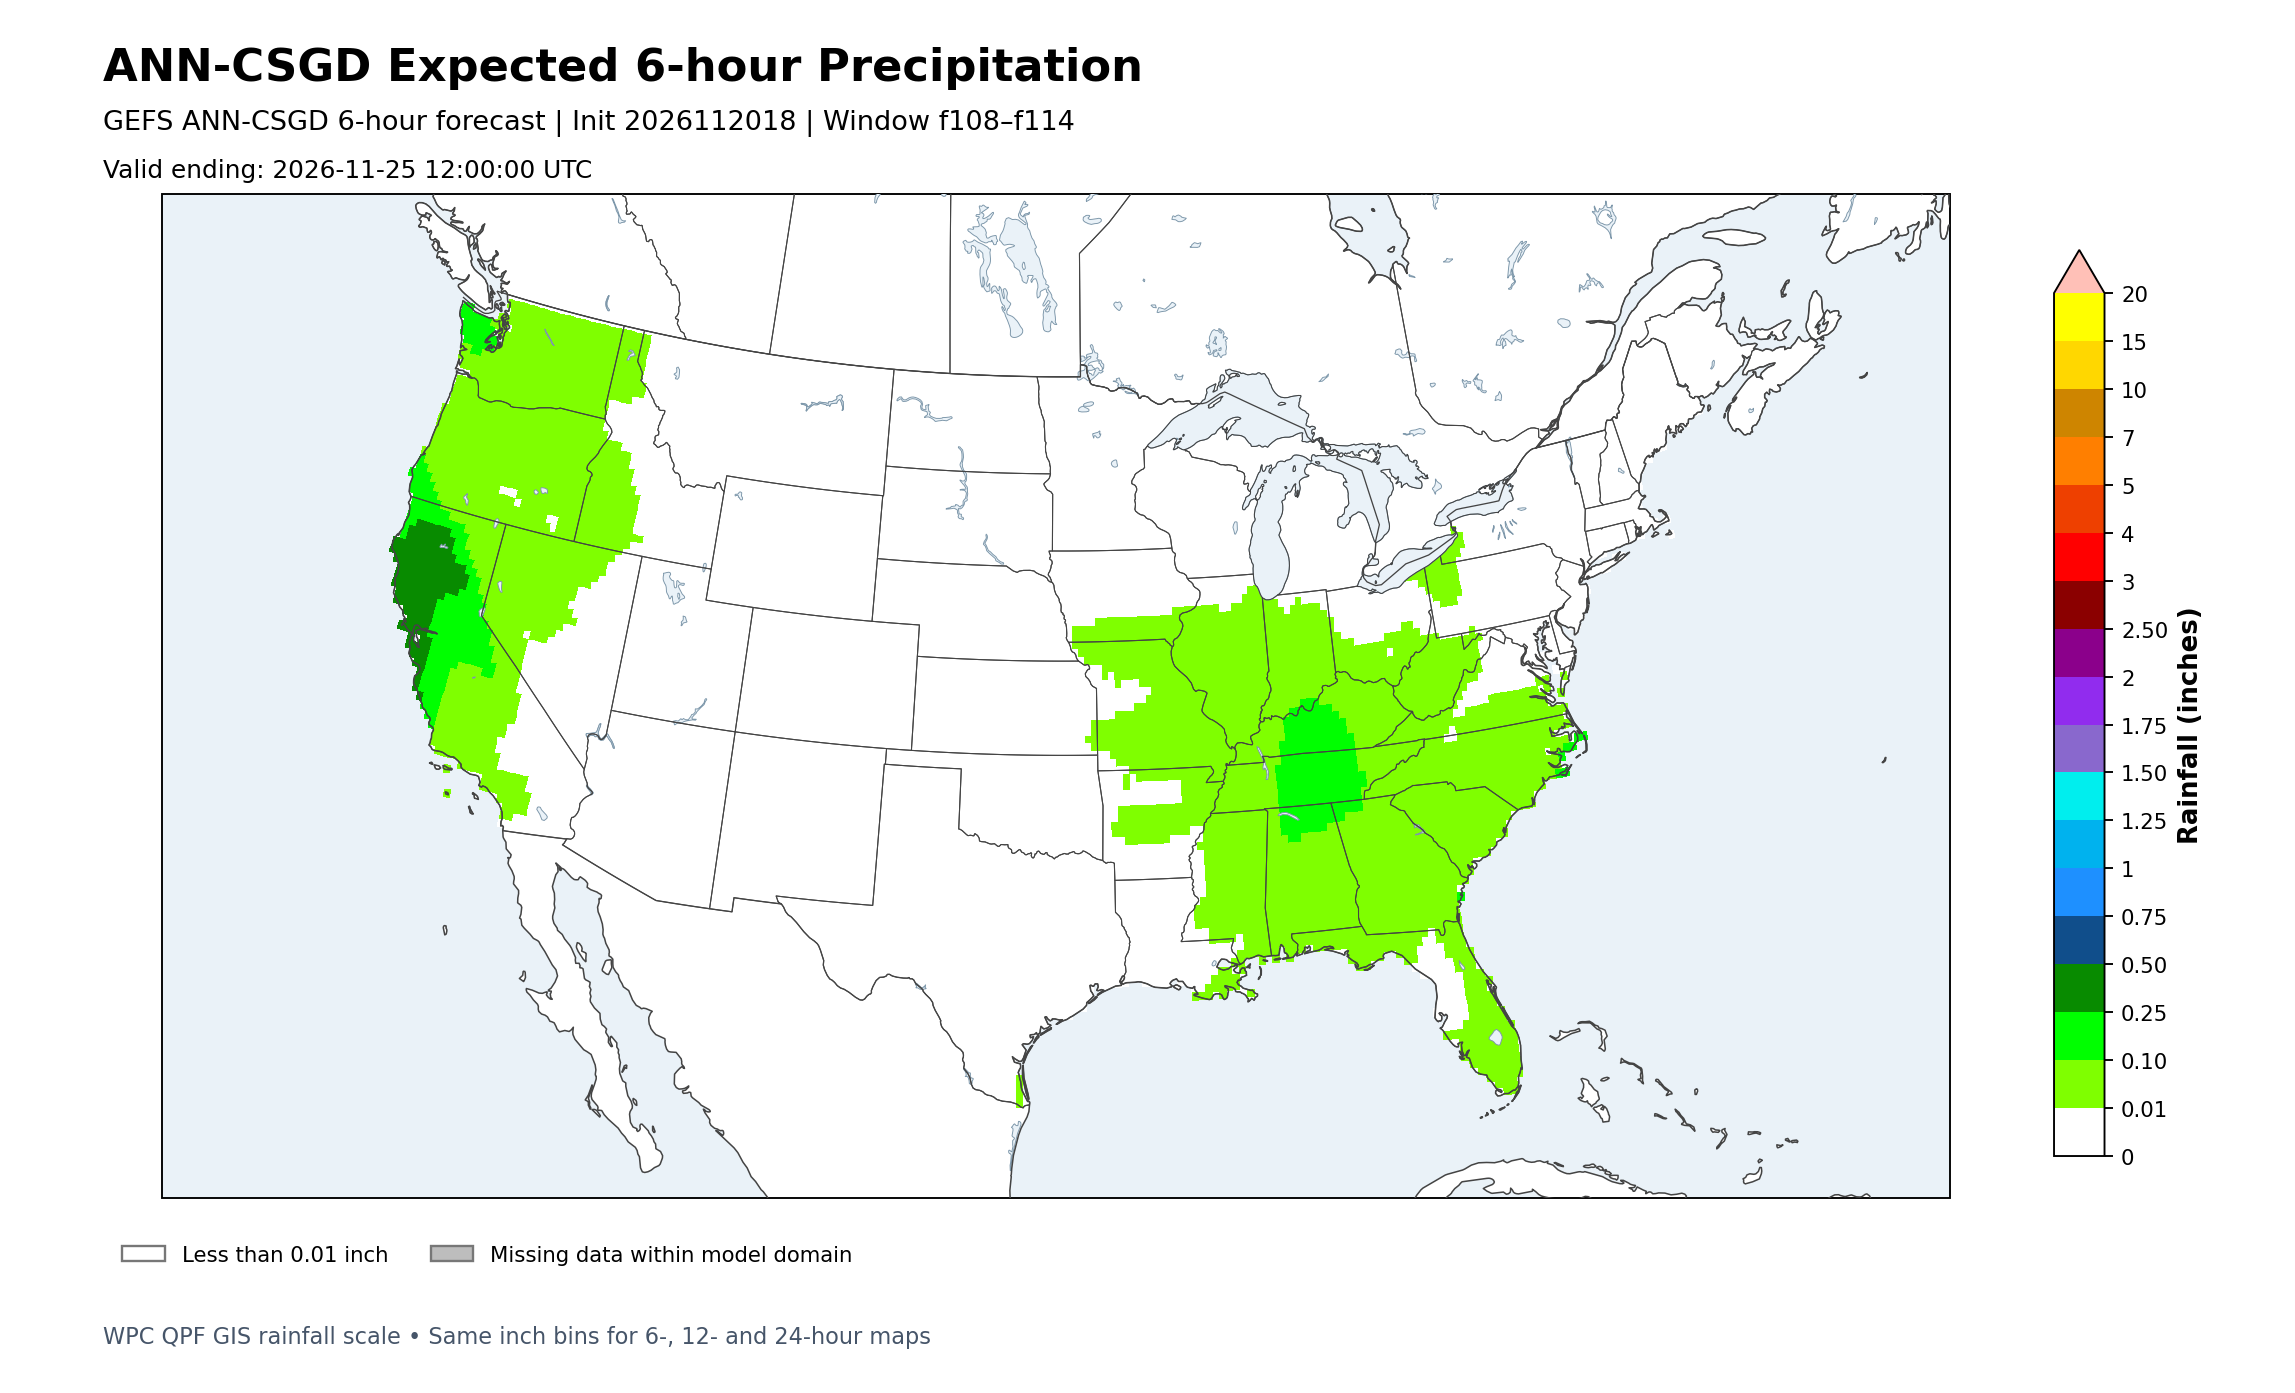 ANN-CSGD Expected 6-hour Precipitation
GEFS ANN-CSGD 6-hour forecast | Init 2026112018 | Window f108–f114
Valid ending: 2026-11-25 12:00:00 UTC
20
15
10
7
5
4
3
2.50
2
1.75
1.50
1.25
1
0.75
0.50
0.25
0.10
0.01
0
Rainfall (inches)
Less than 0.01 inch
Missing data within model domain
WPC QPF GIS rainfall scale • Same inch bins for 6-, 12- and 24-hour maps